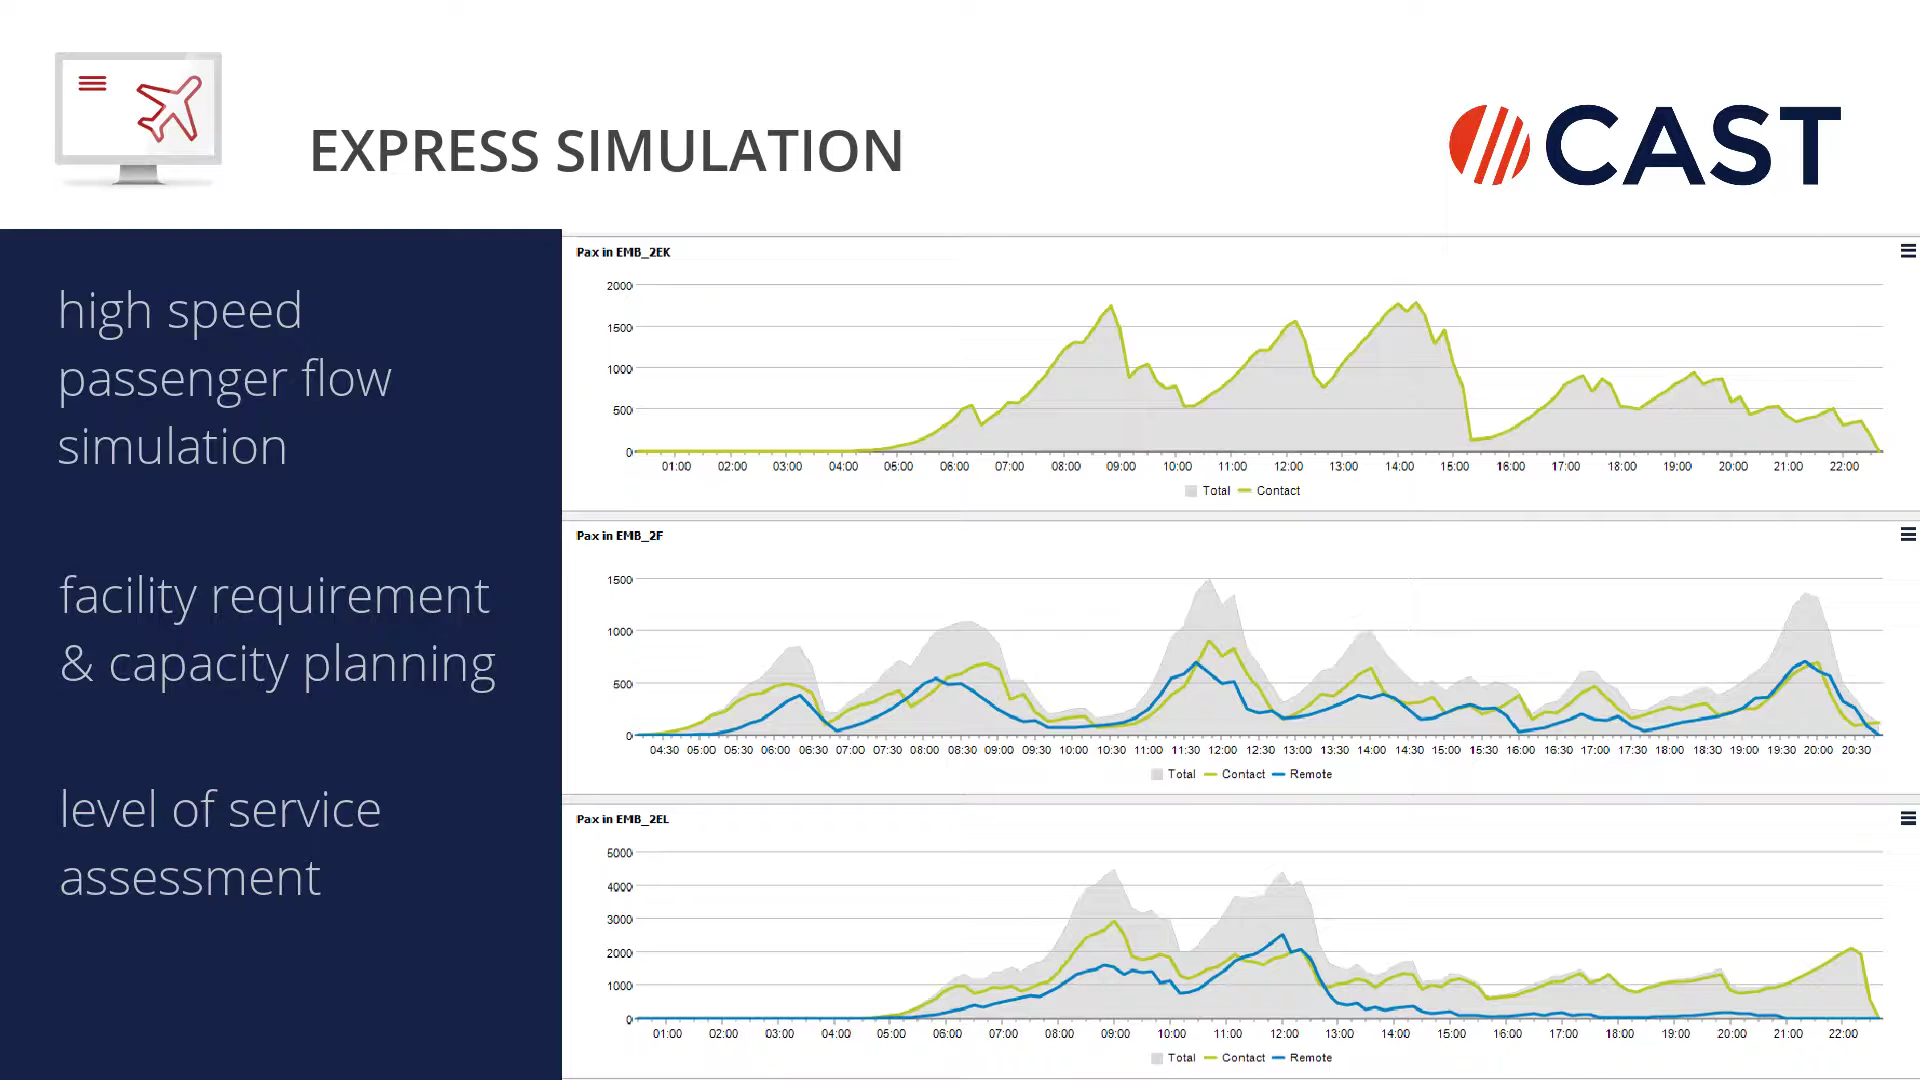 EXPRESS SIMULATION
CAST
high speed
passenger flow
simulation
facility requirement
& capacity planning
level of service
assessment
Pax in EMB_2EK
2000
1500
1000
500
0
01:00 02:00 03:00 04:00 05:00 06:00 07:00 08:00 09:00 10:00 11:00 12:00 13:00 14:00 15:00 16:00 17:00 18:00 19:00 20:00 21:00 22:00
Total Contact
Pax in EMB_2F
1500
1000
500
0
04:30 05:00 05:30 06:00 06:30 07:00 07:30 08:00 08:30 09:00 09:30 10:00 10:30 11:00 11:30 12:00 12:30 13:00 13:30 14:00 14:30 15:00 15:30 16:00 16:30 17:00 17:30 18:00 18:30 19:00 19:30 20:00 20:30
Total Contact Remote
Pax in EMB_2EL
5000
4000
3000
2000
1000
0
01:00 02:00 03:00 04:00 05:00 06:00 07:00 08:00 09:00 10:00 11:00 12:00 13:00 14:00 15:00 16:00 17:00 18:00 19:00 20:00 21:00 22:00
Total Contact Remote